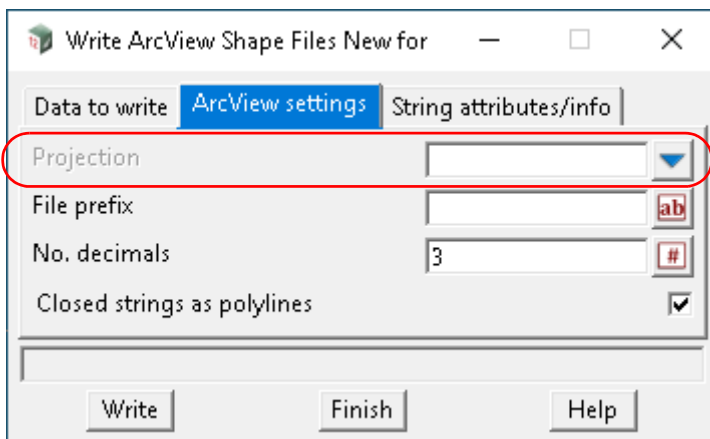 Write ArcView Shape Files New for
Data to write ArcView settings String attributes/info
Projection
File prefix ab
No. decimals 3 #
Closed strings as polylines
Write Finish Help